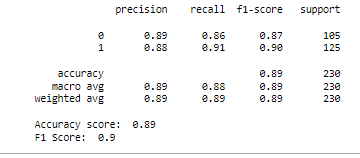 precision recall f1-score support
0 0.89 0.86 0.87 105
1 0.88 0.91 0.90 125
accuracy 0.89 230
macro avg 0.89 0.88 0.89 230
weighted avg 0.89 0.89 0.89 230
Accuracy score: 0.89
F1 Score: 0.9